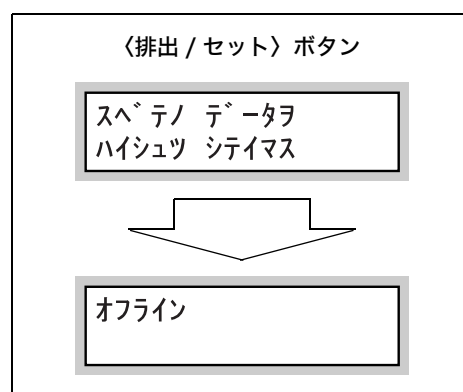 〈排出 / セット〉ボタン
スベテノ データヲ
ハイシュツ シテイマス
オフライン